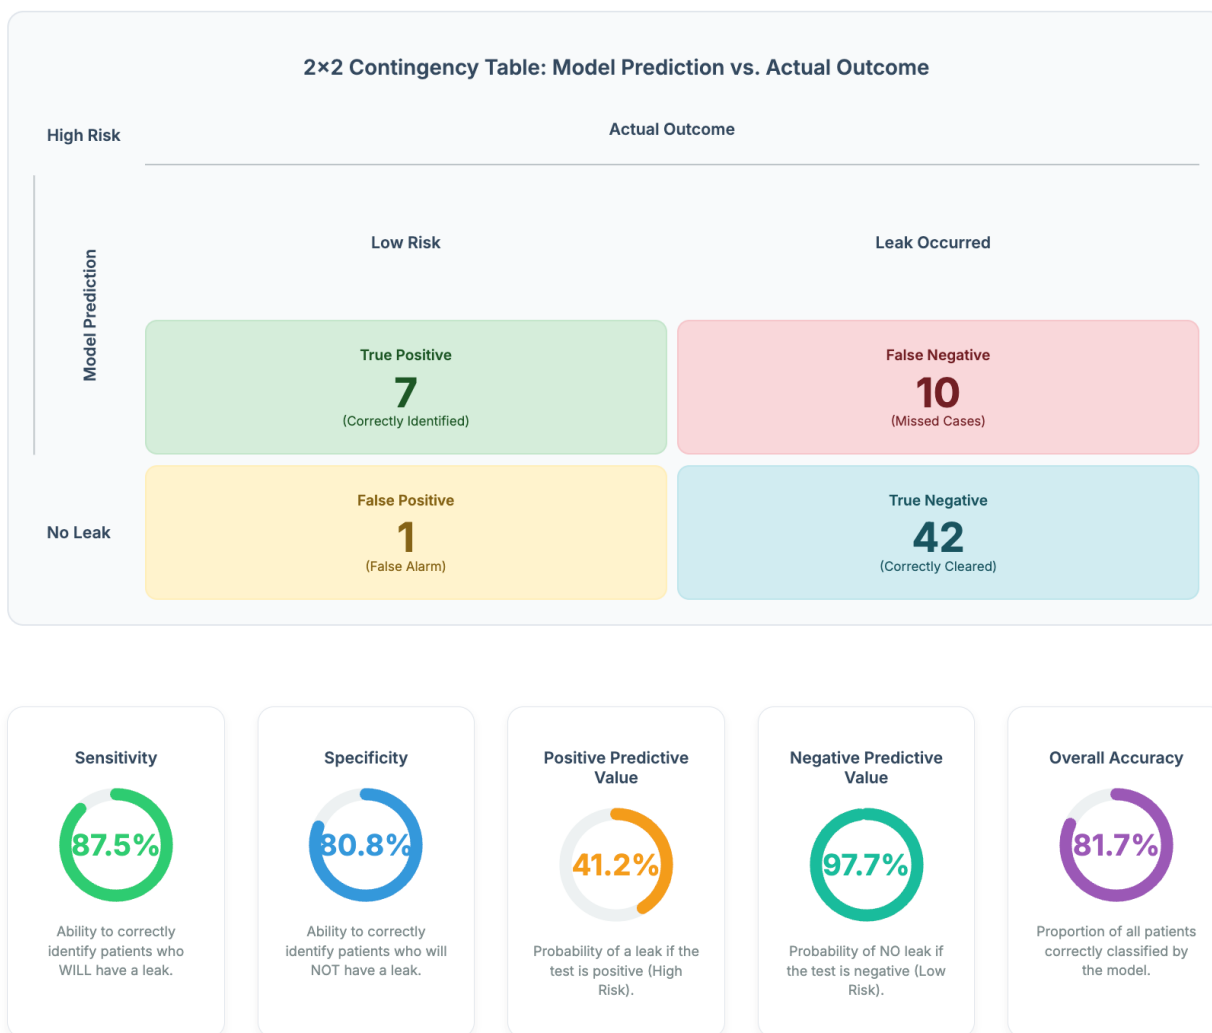 2×2 Contingency Table: Model Prediction vs. Actual Outcome
High Risk
Actual Outcome
Model Prediction
Low Risk
Leak Occurred
True Positive
7
(Correctly Identified)
False Negative
10
(Missed Cases)
No Leak
False Positive
1
(False Alarm)
True Negative
42
(Correctly Cleared)
Sensitivity
87.5%
Ability to correctly
identify patients who
WILL have a leak.
Specificity
80.8%
Ability to correctly
identify patients who will
NOT have a leak.
Positive Predictive
Value
41.2%
Probability of a leak if the
test is positive (High
Risk).
Negative Predictive
Value
97.7%
Probability of NO leak if
the test is negative (Low
Risk).
Overall Accuracy
81.7%
Proportion of all patients
correctly classified by
the model.